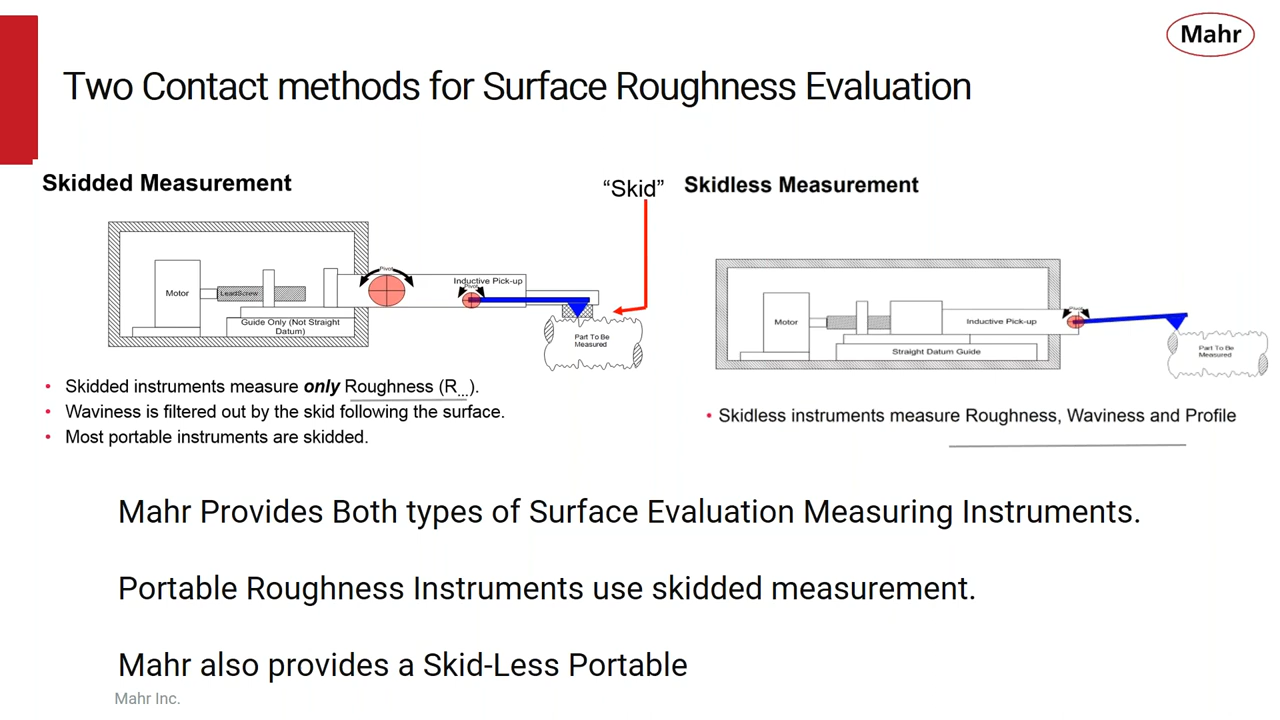 Mahr
Two Contact methods for Surface Roughness Evaluation
Skidded Measurement
“Skid”
Pivot
Inductive Pick-up
Pivot
Motor
LeadScrew
Guide Only (Not Straight
Datum)
Part To Be
Measured
• Skidded instruments measure only Roughness (R...).
• Waviness is filtered out by the skid following the surface.
• Most portable instruments are skidded.
Skidless Measurement
Pivot
Motor
Inductive Pick-up
Straight Datum Guide
Part To Be
Measured
• Skidless instruments measure Roughness, Waviness and Profile
Mahr Provides Both types of Surface Evaluation Measuring Instruments.
Portable Roughness Instruments use skidded measurement.
Mahr also provides a Skid-Less Portable
Mahr Inc.